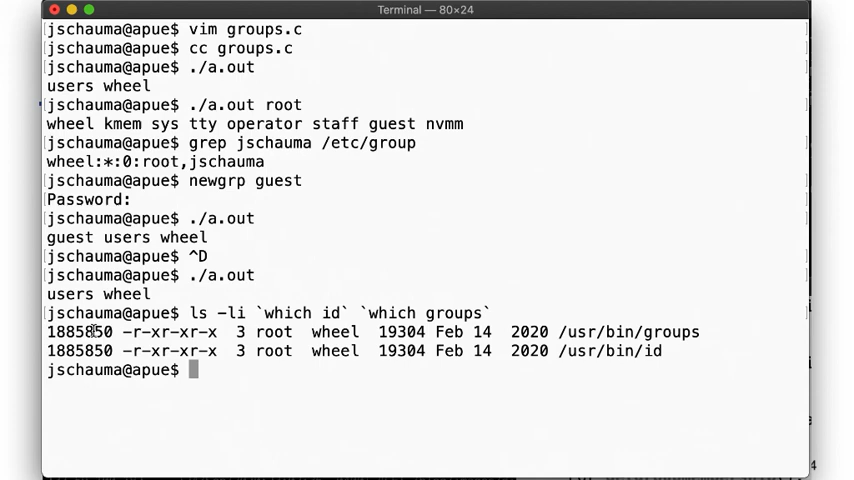 Terminal — 80×24
jschauma@apue$ vim groups.c
jschauma@apue$ cc groups.c
jschauma@apue$ ./a.out
users wheel
jschauma@apue$ ./a.out root
wheel kmem sys tty operator staff guest nvmm
jschauma@apue$ grep jschauma /etc/group
wheel:*:0:root,jschauma
jschauma@apue$ newgrp guest
Password:
jschauma@apue$ ./a.out
guest users wheel
jschauma@apue$ ^D
jschauma@apue$ ./a.out
users wheel
jschauma@apue$ ls -li `which id` `which groups`
1885850 -r-xr-xr-x 3 root wheel 19304 Feb 14 2020 /usr/bin/groups
1885850 -r-xr-xr-x 3 root wheel 19304 Feb 14 2020 /usr/bin/id
jschauma@apue$